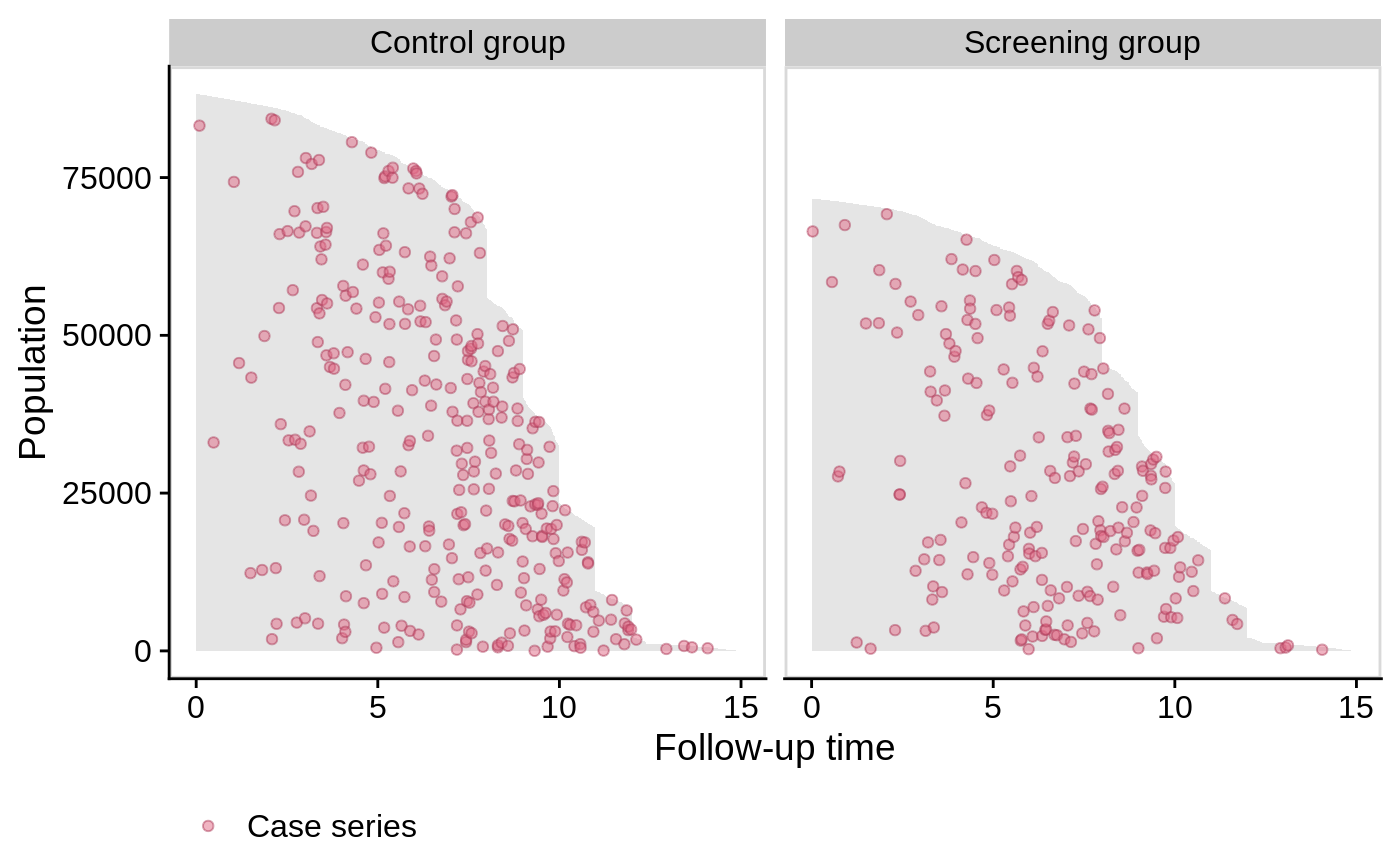 Control group
Screening group
Population
75000
50000
25000
0
0 5 10 15
0 5 10 15
Follow-up time
Case series